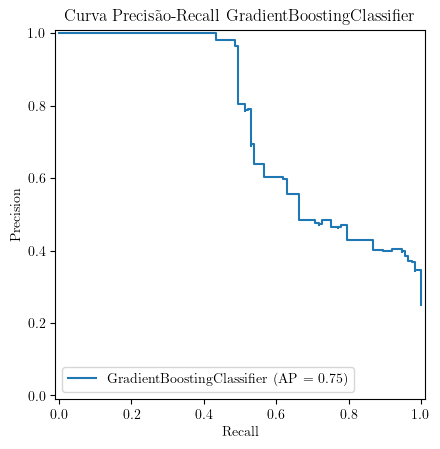 Curva Precisão-Recall GradientBoostingClassifier
1.0
0.8
0.6
0.4
0.2
0.0
Precision
GradientBoostingClassifier (AP = 0.75)
0.0 0.2 0.4 0.6 0.8 1.0
Recall